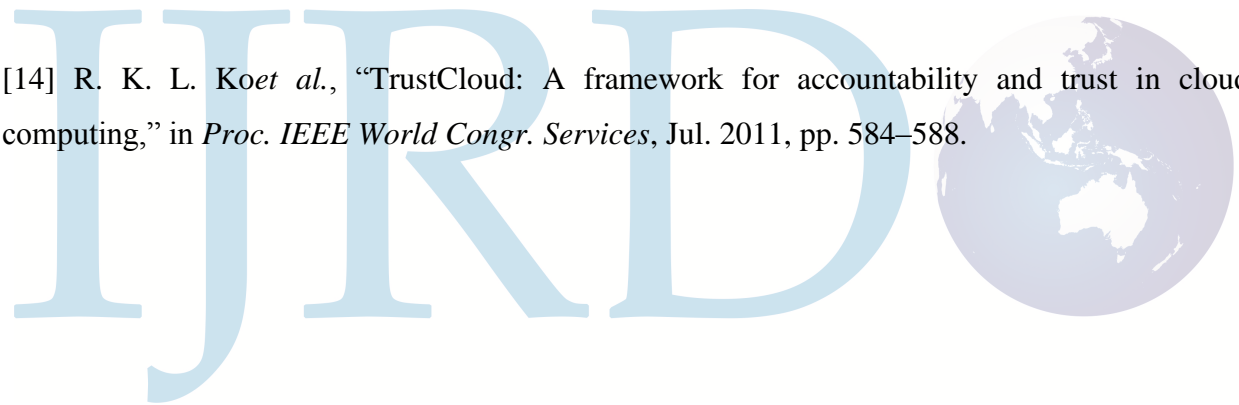 IJRD
[14] R. K. L. Koet al., “TrustCloud: A framework for accountability and trust in cloud
computing,” in Proc. IEEE World Congr. Services, Jul. 2011, pp. 584–588.